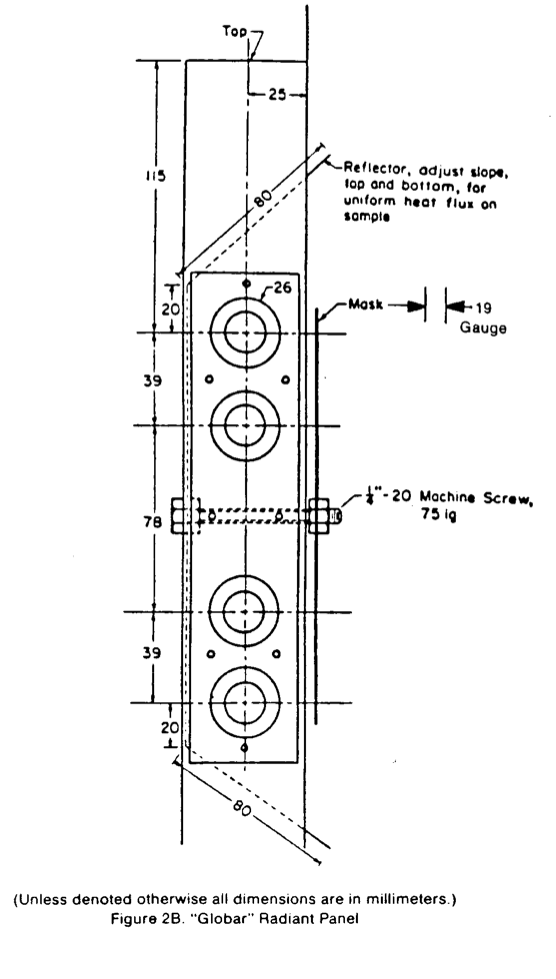 Top
25
115
80
Reflector, adjust slope,
top and bottom, for
uniform heat flux on
sample
26
20
Mask
19
Gauge
39
78
¼"-20 Machine Screw,
75 lg
39
20
80
(Unless denoted otherwise all dimensions are in millimeters.)
Figure 2B. "Globar" Radiant Panel